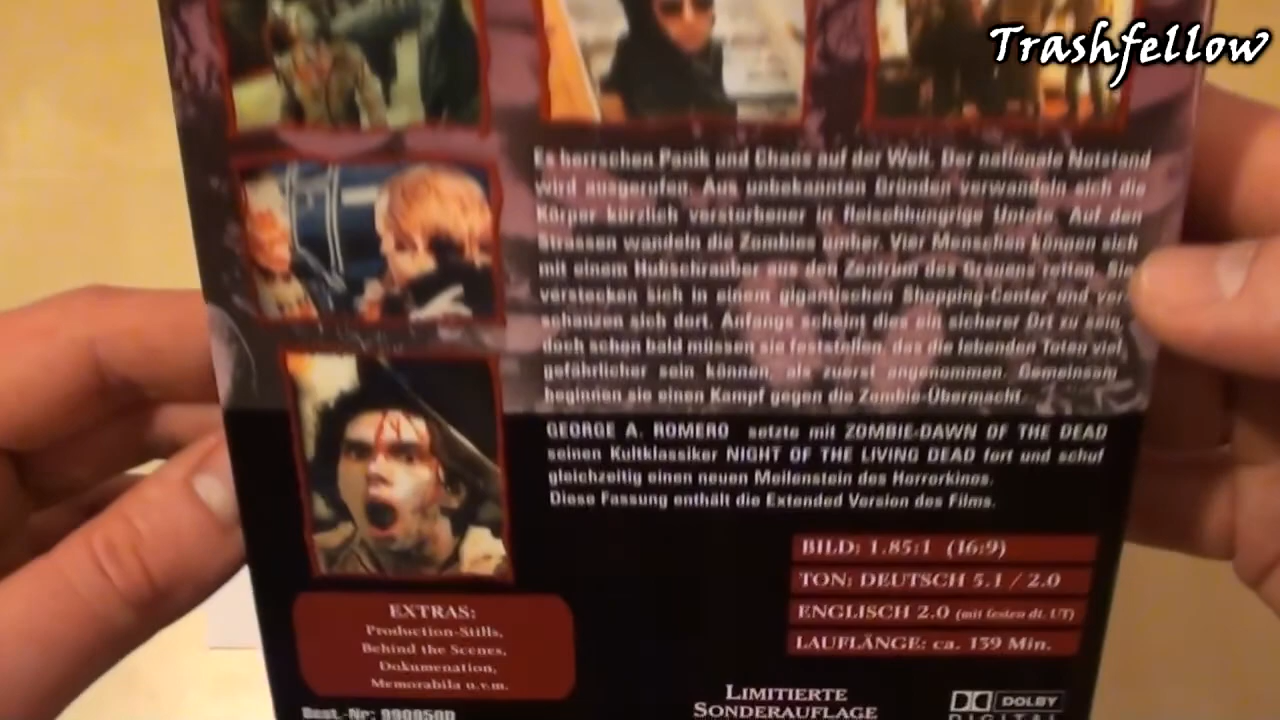 Trashfellow
Es herrschen Panik und Chaos auf der Welt. Der nationale Notstand
wird ausgerufen. Aus unbekannten Gründen verwandeln sich die
Körper kürzlich verstorbener in fleischhungrige Untote. Auf den
Strassen wandeln die Zombies umher. Vier Menschen können sich
mit einem Hubschrauber aus dem Zentrum des Grauens retten. Sie
verstecken sich in einem gigantischen Shopping-Center und ver
schanzen sich dort. Anfangs scheint dies ein sicherer Ort zu sein,
doch schon bald müssen sie feststellen, das die lebenden Toten viel
gefährlicher sein können, als zuerst angenommen. Gemeinsam
beginnen sie einen Kampf gegen die Zombie-Übermacht.
GEORGE A. ROMERO setzte mit ZOMBIE-DAWN OF THE DEAD
seinen Kultklassiker NIGHT OF THE LIVING DEAD fort und schuf
gleichzeitig einen neuen Meilenstein des Horrorkinos.
Diese Fassung enthält die Extended Version des Films.
BILD: 1.85:1 (16:9)
TON: DEUTSCH 5.1 / 2.0
ENGLISCH 2.0 (mit festen dt. UT)
LAUFLÄNGE: ca. 139 Min.
EXTRAS:
Production-Stills,
Behind the Scenes,
Dokumenation,
Memorabila u.v.m.
Best.-Nr: 990950D
LIMITIERTE
SONDERAUFLAGE
DOLBY
DIGITAL